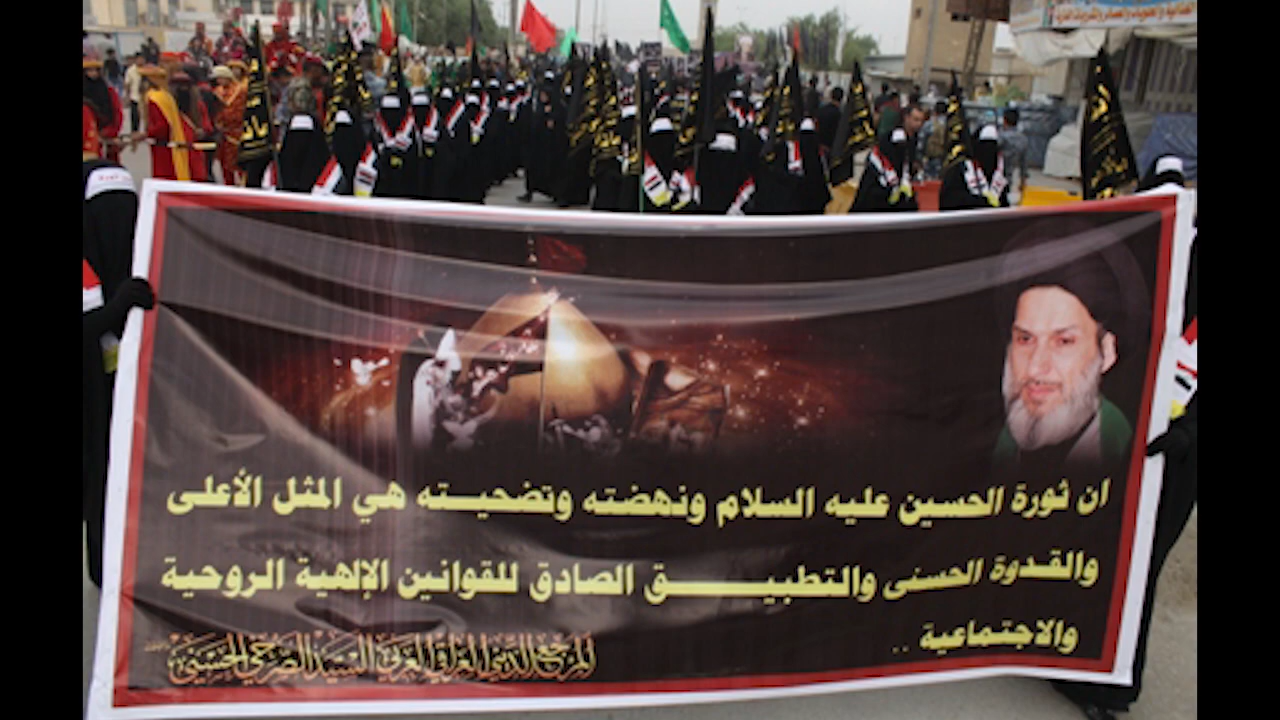 ان ثورة الحسين عليه السلام ونهضته وتضحيته هي المثل الأعلى
والقدوة الحسنى والتطبيق الصادق للقوانين الإلهية الروحية
والاجتماعية ..
المرجع الديني العراقي العربي السيد الصرخي الحسني